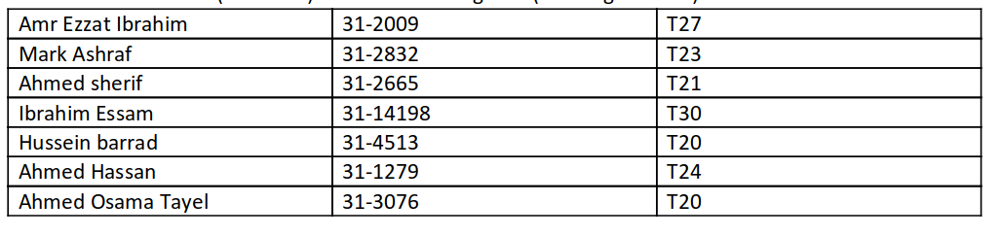 Amr Ezzat Ibrahim 31-2009 T27
Mark Ashraf 31-2832 T23
Ahmed sherif 31-2665 T21
Ibrahim Essam 31-14198 T30
Hussein barrad 31-4513 T20
Ahmed Hassan 31-1279 T24
Ahmed Osama Tayel 31-3076 T20